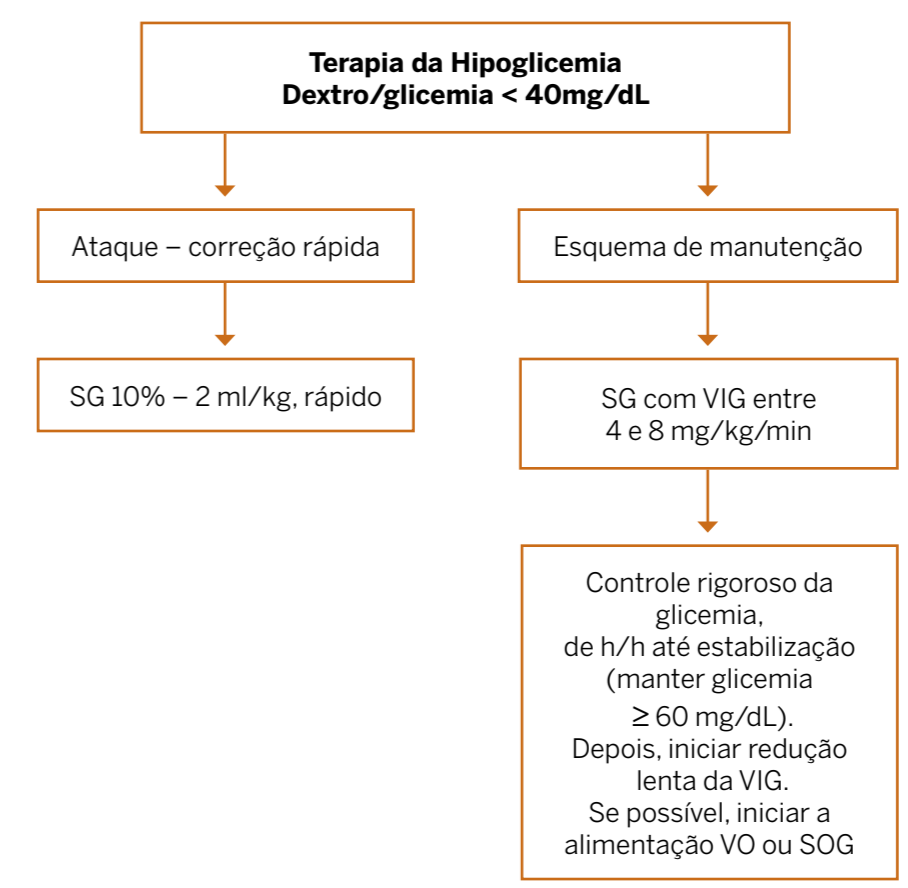 Terapia da Hipoglicemia
Dextro/glicemia < 40mg/dL
Ataque – correção rápida
SG 10% – 2 ml/kg, rápido
Esquema de manutenção
SG com VIG entre
4 e 8 mg/kg/min
Controle rigoroso da
glicemia,
de h/h até estabilização
(manter glicemia
≥ 60 mg/dL).
Depois, iniciar redução
lenta da VIG.
Se possível, iniciar a
alimentação VO ou SOG